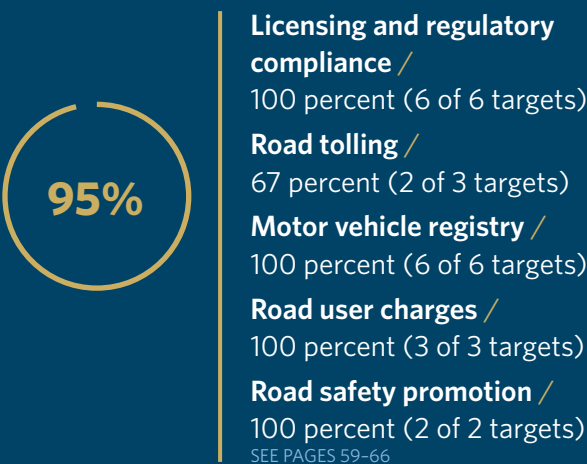 95%
Licensing and regulatory
compliance /
100 percent (6 of 6 targets)
Road tolling /
67 percent (2 of 3 targets)
Motor vehicle registry /
100 percent (6 of 6 targets)
Road user charges /
100 percent (3 of 3 targets)
Road safety promotion /
100 percent (2 of 2 targets)
SEE PAGES 59–66